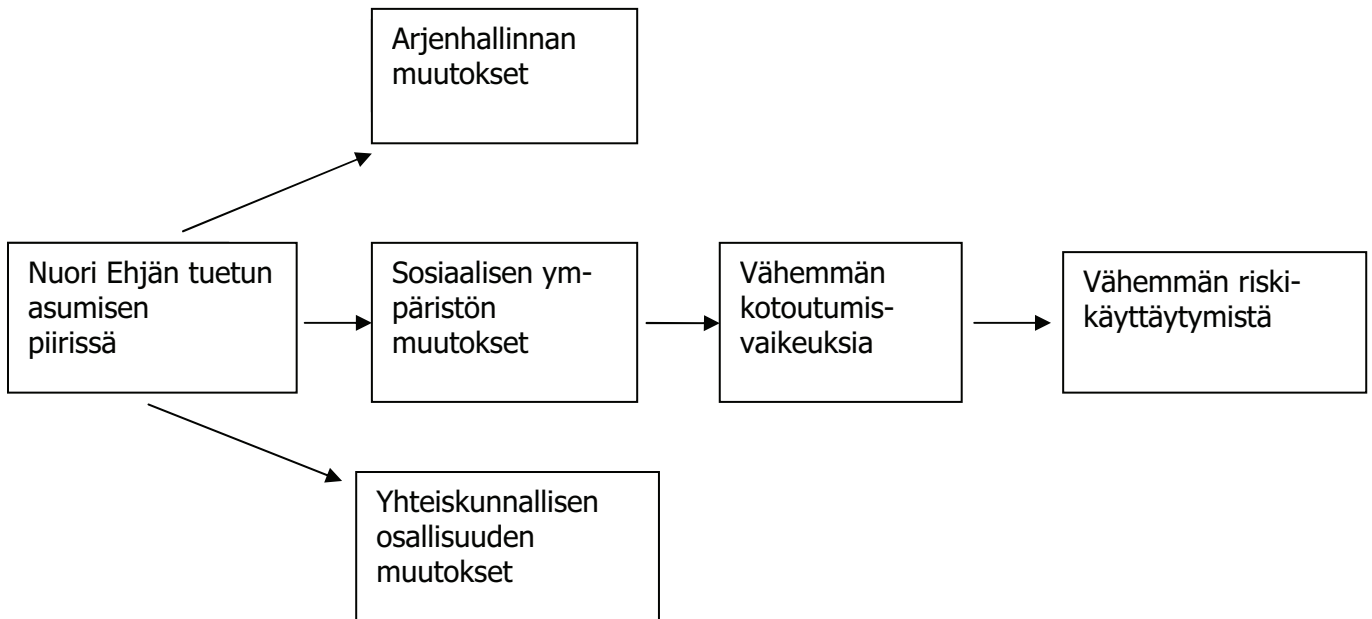 Arjenhallinnan
muutokset
Nuori Ehjän tuetun
asumisen
piirissä
Sosiaalisen ym-
päristön
muutokset
Vähemmän
kotoutumis-
vaikeuksia
Vähemmän riski-
käyttäytymistä
Yhteiskunnallisen
osallisuuden
muutokset